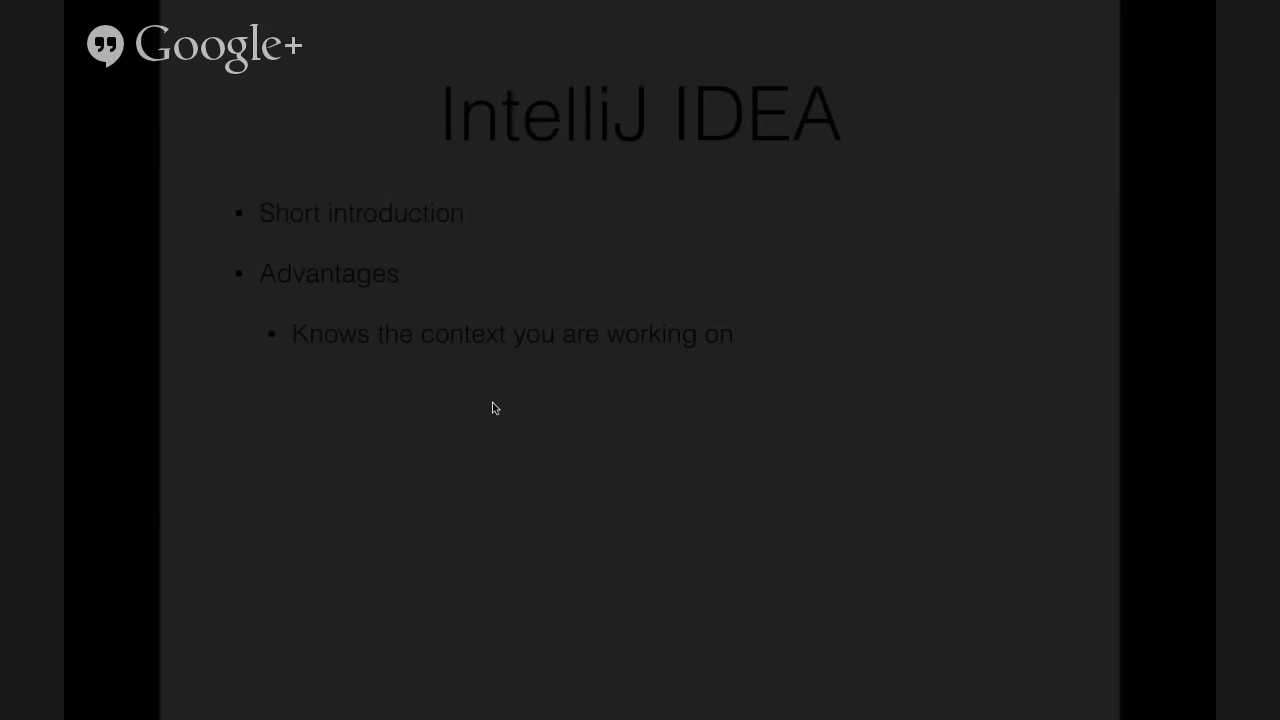 Google+
IntelliJ IDEA
• Short introduction
• Advantages
• Knows the context you are working on